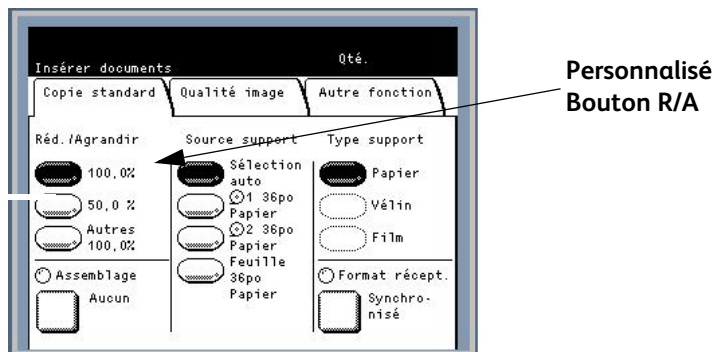 Insérer documents
Qté.
Copie standard
Qualité image
Autre fonction
Personnalisé
Bouton R/A
Réd./Agrandir
100,0%
50,0 %
Autres
100,0%
Assemblage
Aucun
Source support
Sélection
auto
1 36po
Papier
2 36po
Papier
Feuille
36po
Papier
Type support
Papier
Vélin
Film
Format récept.
Synchro-
nisé